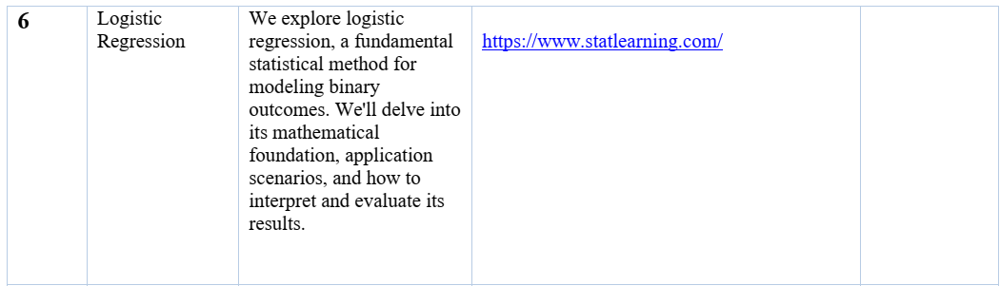 6
Logistic
Regression
We explore logistic
regression, a fundamental
statistical method for
modeling binary
outcomes. We'll delve into
its mathematical
foundation, application
scenarios, and how to
interpret and evaluate its
results.
https://www.statlearning.com/